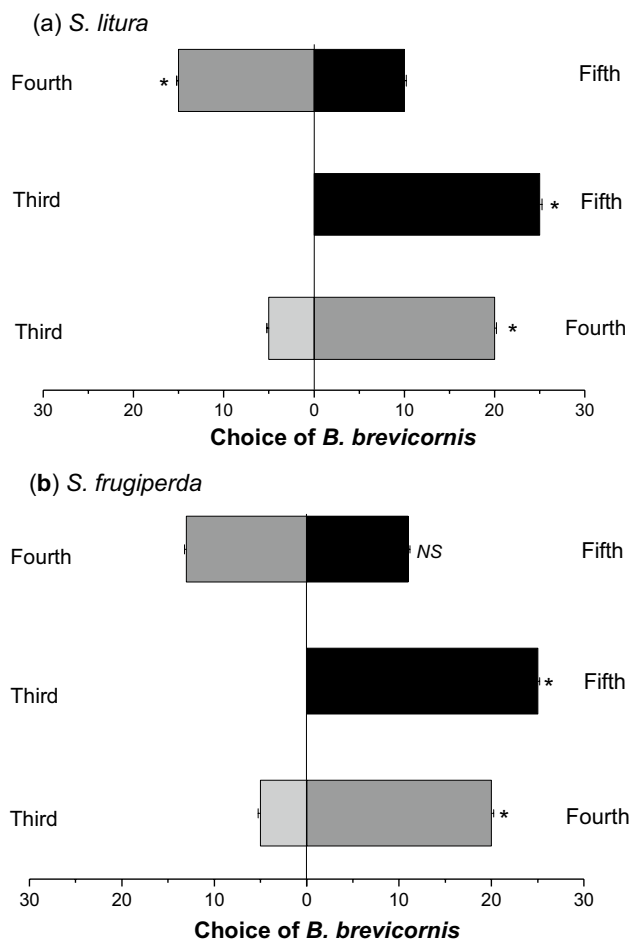 (a) S. litura
Fourth * Fifth
Third * Fifth
Third * Fourth
30 20 10 0 10 20 30
Choice of B. brevicornis
(b) S. frugiperda
Fourth NS Fifth
Third * Fifth
Third * Fourth
30 20 10 0 10 20 30
Choice of B. brevicornis